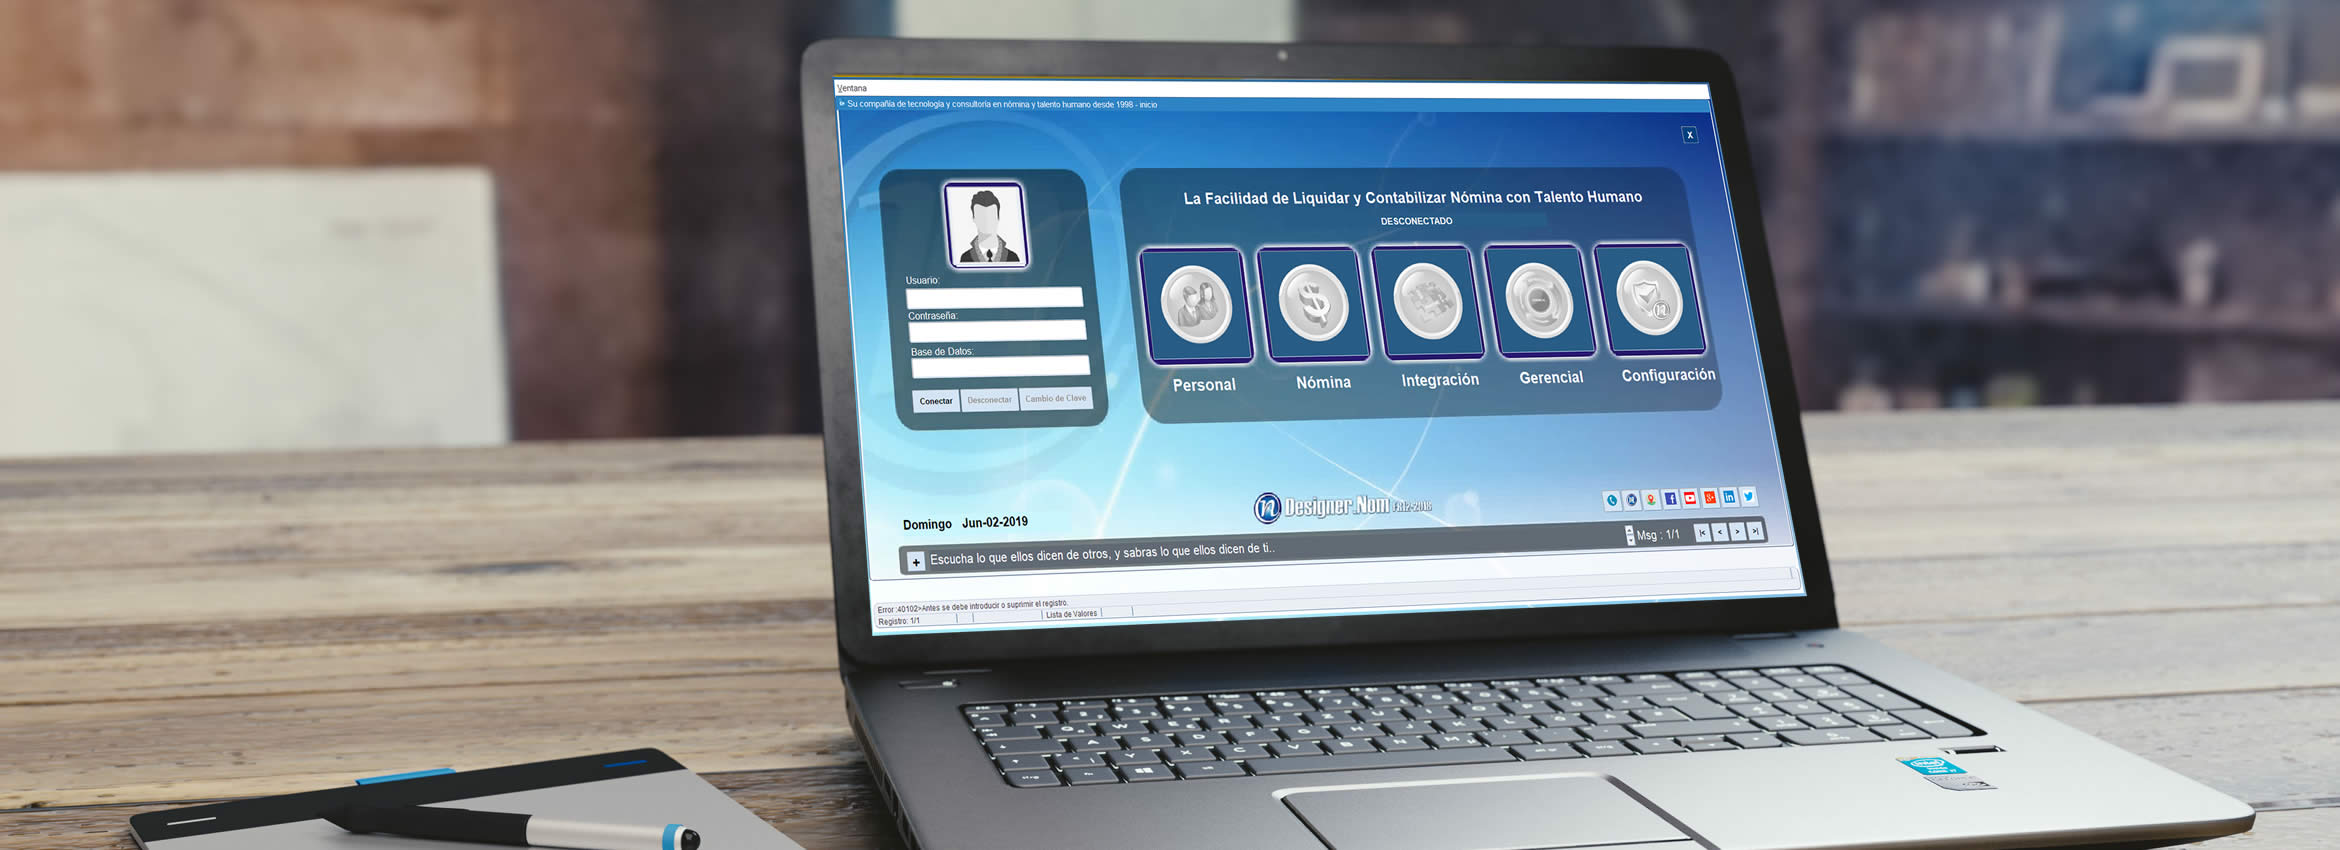 Ventana
Su compañía de tecnología y consultoría en nómina y talento humano desde 1998 - inicio
X
La Facilidad de Liquidar y Contabilizar Nómina con Talento Humano
DESCONECTADO
Usuario:
Contraseña:
Base de Datos:
Conectar Desconectar Cambio de Clave
Personal Nómina Integración Gerencial Configuración
n Designer.Nom
Domingo Jun-02-2019
+ Escucha lo que ellos dicen de otros, y sabras lo que ellos dicen de ti..
Msg : 1/1
Error :40102>Antes se debe introducir o suprimir el registro.
Registro: 1/1
Lista de Valores